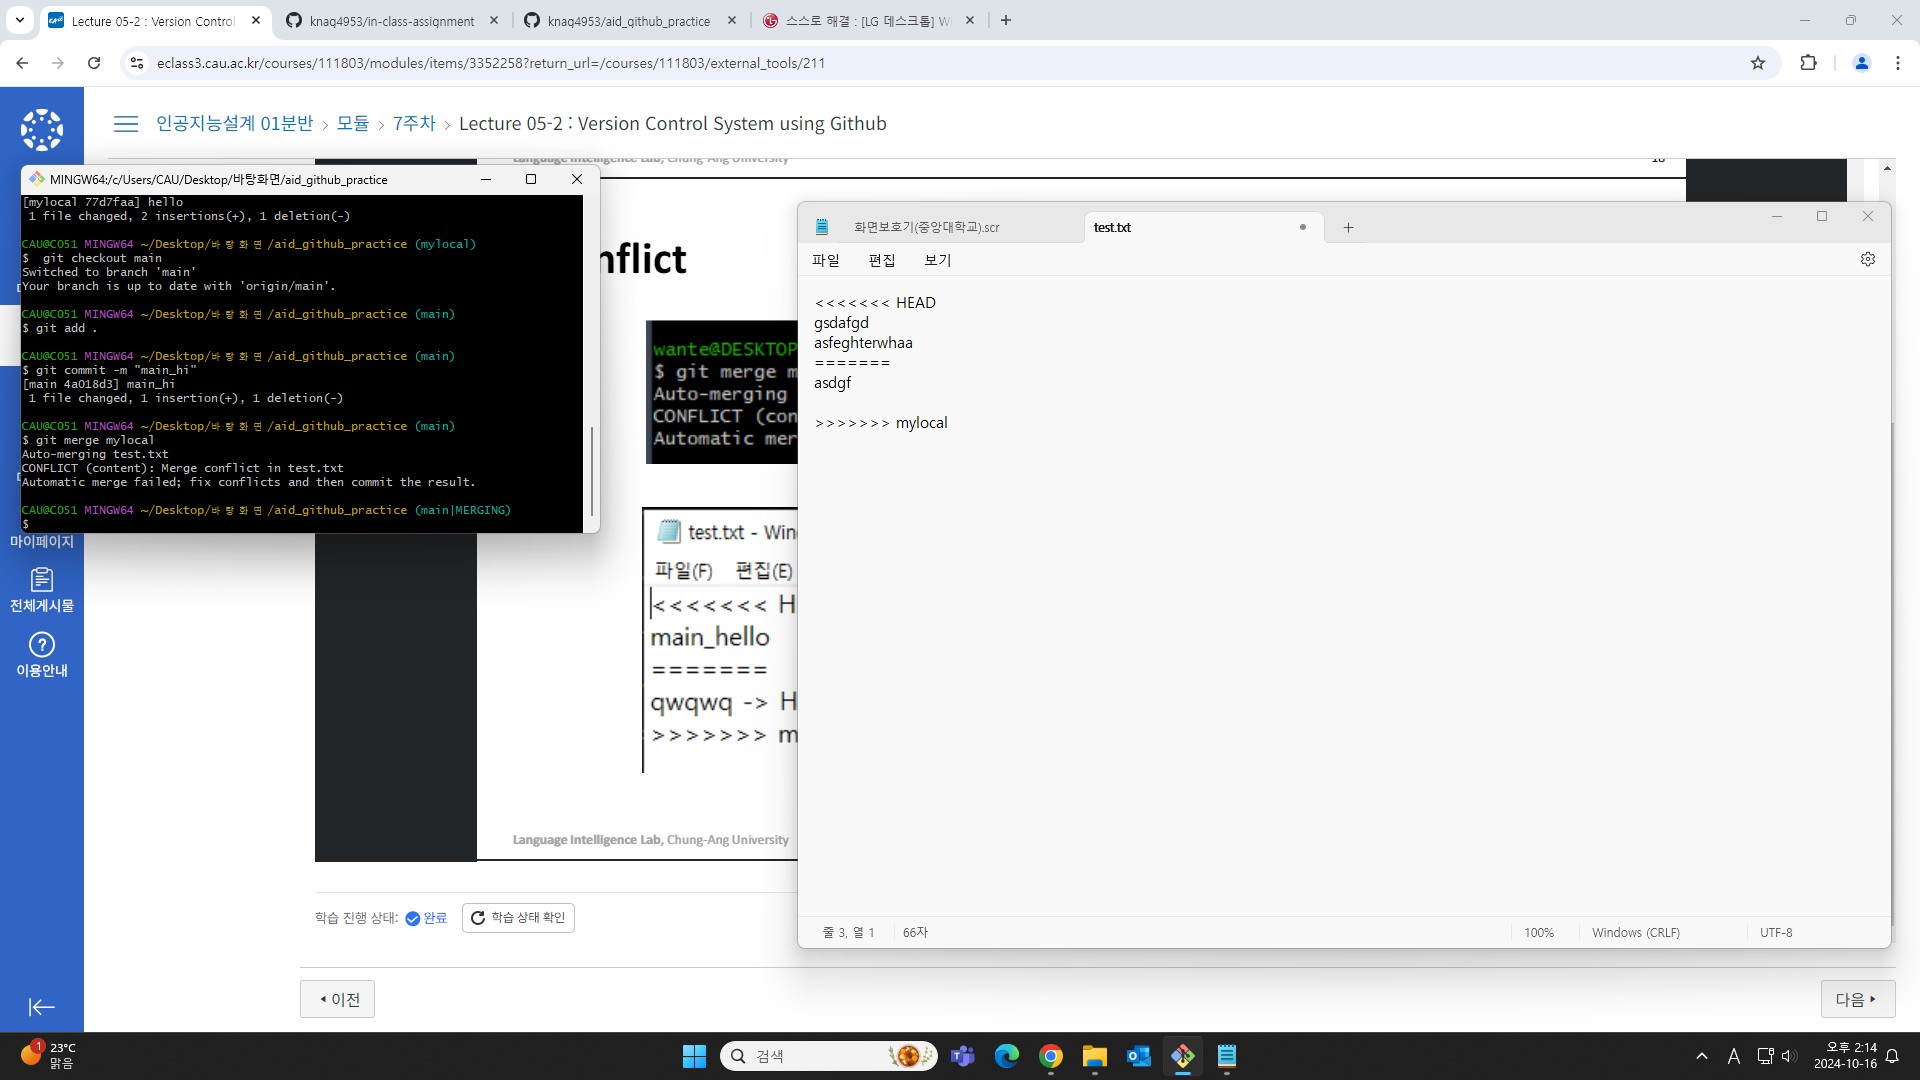 Lecture 05-2 : Version Control
knaq4953/in-class-assignment
knaq4953/aid_github_practice
스스로 해결 : [LG 데스크톱] Wi
eclass3.cau.ac.kr/courses/111803/modules/items/3352258?return_url=/courses/111803/external_tools/211
인공지능설계 01분반 › 모듈 › 7주차 › Lecture 05-2 : Version Control System using Github
Language Intelligence Lab, Chung-Ang University
MINGW64:/c/Users/CAU/Desktop/바탕화면/aid_github_practice
[mylocal 77d7faa] hello
1 file changed, 2 insertions(+), 1 deletion(-)
CAU@C051 MINGW64 ~/Desktop/바탕화면/aid_github_practice (mylocal)
$  git checkout main
Switched to branch 'main'
Your branch is up to date with 'origin/main'.
CAU@C051 MINGW64 ~/Desktop/바탕화면/aid_github_practice (main)
$ git add .
CAU@C051 MINGW64 ~/Desktop/바탕화면/aid_github_practice (main)
$ git commit -m "main_hi"
[main 4a018d3] main_hi
1 file changed, 1 insertion(+), 1 deletion(-)
CAU@C051 MINGW64 ~/Desktop/바탕화면/aid_github_practice (main)
$ git merge mylocal
Auto-merging test.txt
CONFLICT (content): Merge conflict in test.txt
Automatic merge failed; fix conflicts and then commit the result.
CAU@C051 MINGW64 ~/Desktop/바탕화면/aid_github_practice (main|MERGING)
$
nflict
wante@DESKTOP
$ git merge m
Auto-merging
CONFLICT (con
Automatic mer
test.txt - Win
파일(F) 편집(E)
<<<<<<< H
main_hello
=======
qwqwq -> H
>>>>>>> m
Language Intelligence Lab, Chung-Ang University
화면보호기(중앙대학교).scr
test.txt
파일 편집 보기
<<<<<<< HEAD
gsdafgd
asfeghterwhaa
=======
asdgf
>>>>>>> mylocal
줄 3, 열 1
66자
100%
Windows (CRLF)
UTF-8
마이페이지
전체게시물
이용안내
학습 진행 상태: 완료
학습 상태 확인
이전
다음
1
23°C
맑음
검색
A
오후 2:14
2024-10-16